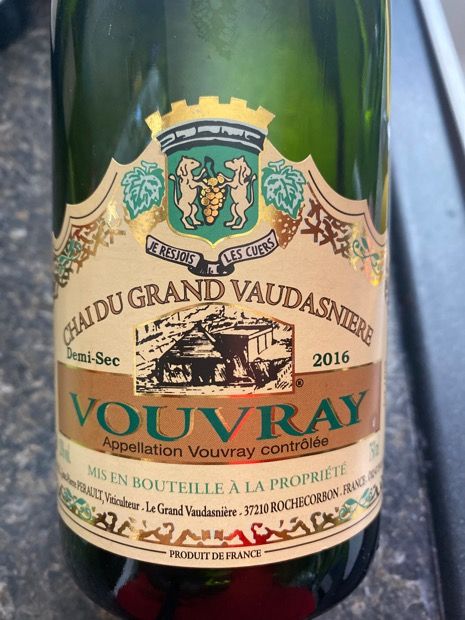 JE RESJOIS LES CUERS
CHAI DU GRAND VAUDASNIERE
Demi-Sec
2016
®
VOUVRAY
Appellation Vouvray contrôlée
MIS EN BOUTEILLE À LA PROPRIÉTÉ
PERAULT, Viticulteur - Le Grand Vaudasnière - 37210 ROCHECORBON - FRANCE
PRODUIT DE FRANCE